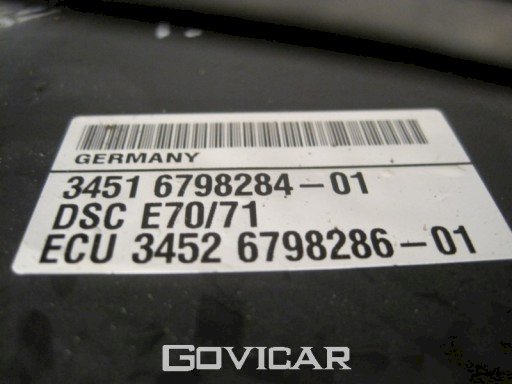 GERMANY
3451 6798284-01
DSC E70/71
ECU 3452 6798286-01
GOVICAR